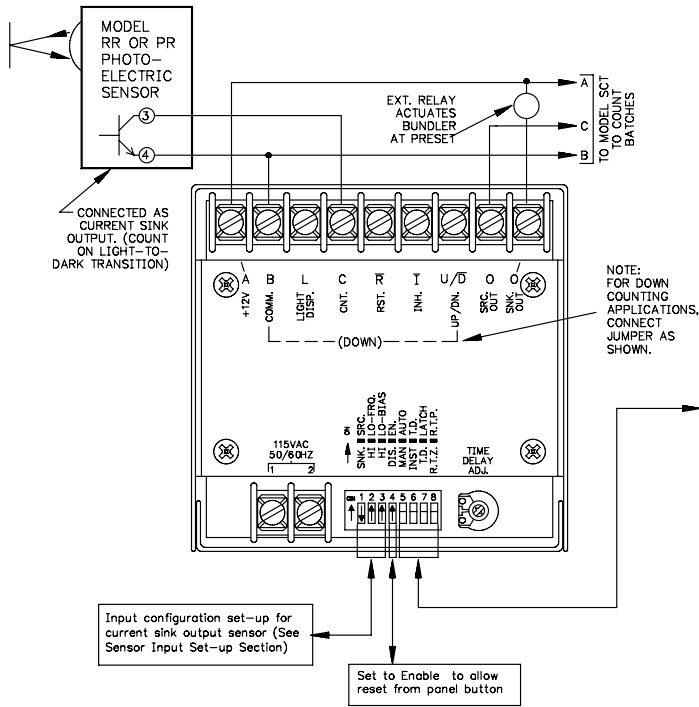 MODEL
RR OR PR
PHOTO-
ELECTRIC
SENSOR
3
4
EXT. RELAY
ACTUATES
BUNDLER
AT PRESET
A
C
B
TO MODEL SCT
TO COUNT
BATCHES
CONNECTED AS
CURRENT SINK
OUTPUT. (COUNT
ON LIGHT-TO-
DARK TRANSITION)
A B L C R̅ I̅ U/D̅ O O
+12V
COMM.
LIGHT
DISP.
CNT.
RST.
INH.
UP/DN.
SRC.
OUT
SNK.
OUT
(DOWN)
NOTE:
FOR DOWN
COUNTING
APPLICATIONS,
CONNECT
JUMPER AS
SHOWN.
115VAC
50/60HZ
1 2
ON
SNK. SRC.
HI LO-FRQ.
HI LO-BIAS
DIS. EN.
MAN AUTO
INST T.D.
T.D. LATCH
R.T.Z. R.T.P.
TIME
DELAY
ADJ.
ON 1 2 3 4 5 6 7 8
Input configuration set-up for
current sink output sensor (See
Sensor Input Set-up Section)
Set to Enable to allow
reset from panel button